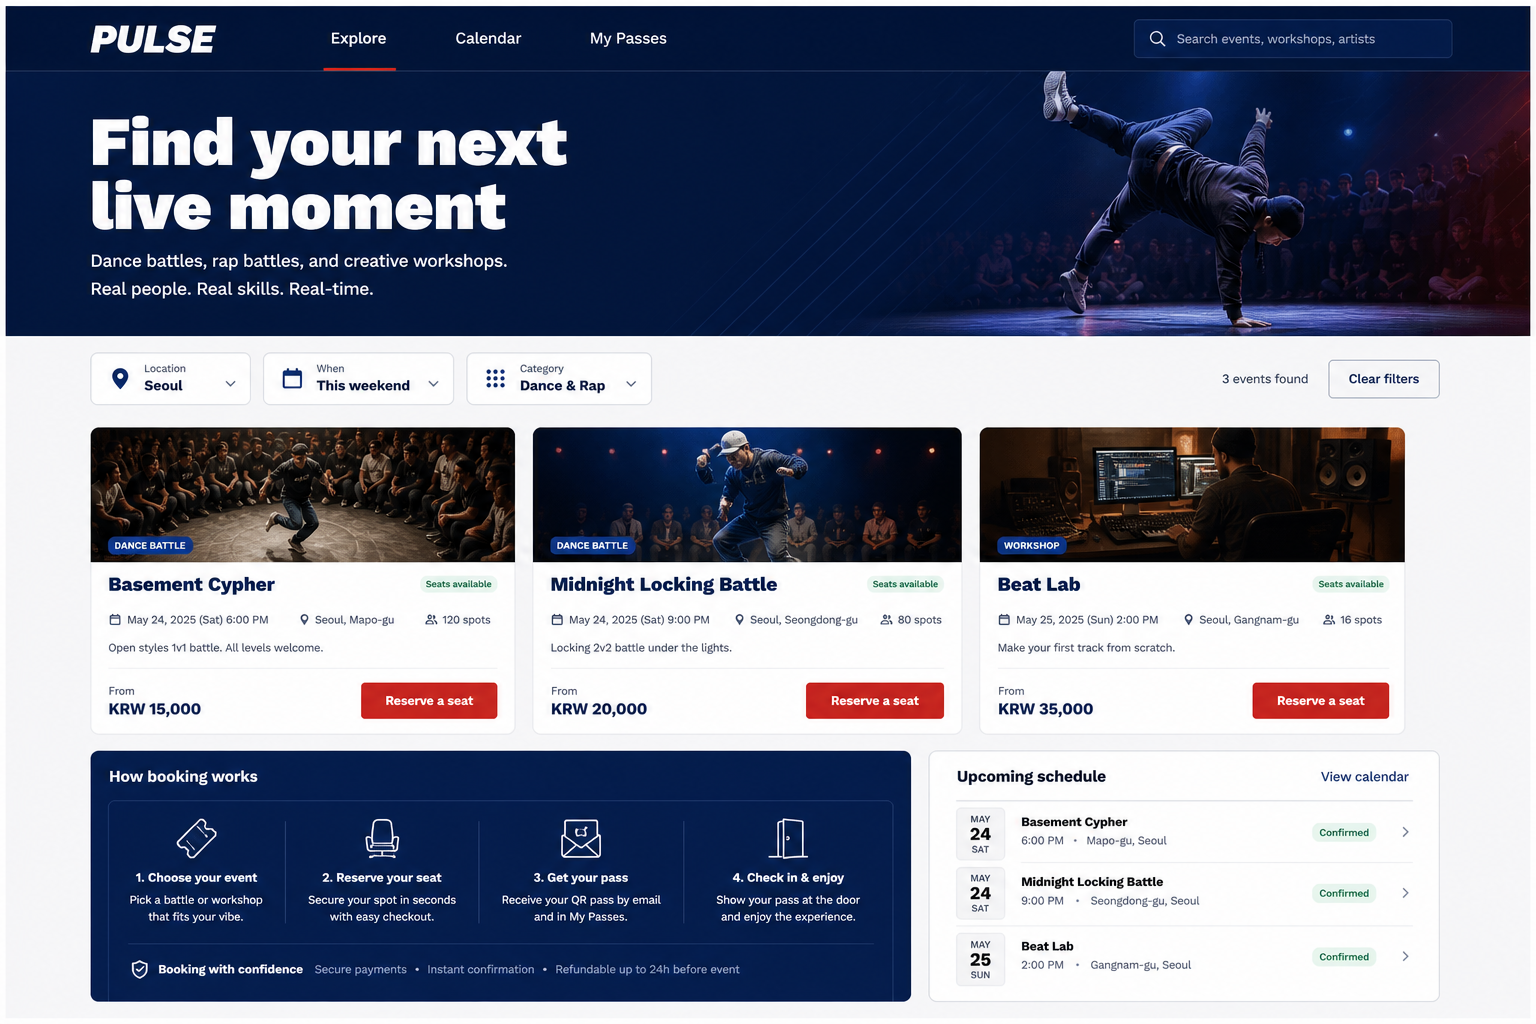 PULSE
Explore
Calendar
My Passes
Search events, workshops, artists
Find your next
live moment
Dance battles, rap battles, and creative workshops.
Real people. Real skills. Real-time.
Location
Seoul
When
This weekend
Category
Dance & Rap
3 events found
Clear filters
DANCE BATTLE
Basement Cypher
Seats available
May 24, 2025 (Sat) 6:00 PM
Seoul, Mapo-gu
120 spots
Open styles 1v1 battle. All levels welcome.
From
KRW 15,000
Reserve a seat
DANCE BATTLE
Midnight Locking Battle
Seats available
May 24, 2025 (Sat) 9:00 PM
Seoul, Seongdong-gu
80 spots
Locking 2v2 battle under the lights.
From
KRW 20,000
Reserve a seat
WORKSHOP
Beat Lab
Seats available
May 25, 2025 (Sun) 2:00 PM
Seoul, Gangnam-gu
16 spots
Make your first track from scratch.
From
KRW 35,000
Reserve a seat
How booking works
1. Choose your event
Pick a battle or workshop
that fits your vibe.
2. Reserve your seat
Secure your spot in seconds
with easy checkout.
3. Get your pass
Receive your QR pass by email
and in My Passes.
4. Check in & enjoy
Show your pass at the door
and enjoy the experience.
Booking with confidence
Secure payments • Instant confirmation • Refundable up to 24h before event
Upcoming schedule
View calendar
MAY
24
SAT
Basement Cypher
6:00 PM • Mapo-gu, Seoul
Confirmed
MAY
24
SAT
Midnight Locking Battle
9:00 PM • Seongdong-gu, Seoul
Confirmed
MAY
25
SUN
Beat Lab
2:00 PM • Gangnam-gu, Seoul
Confirmed